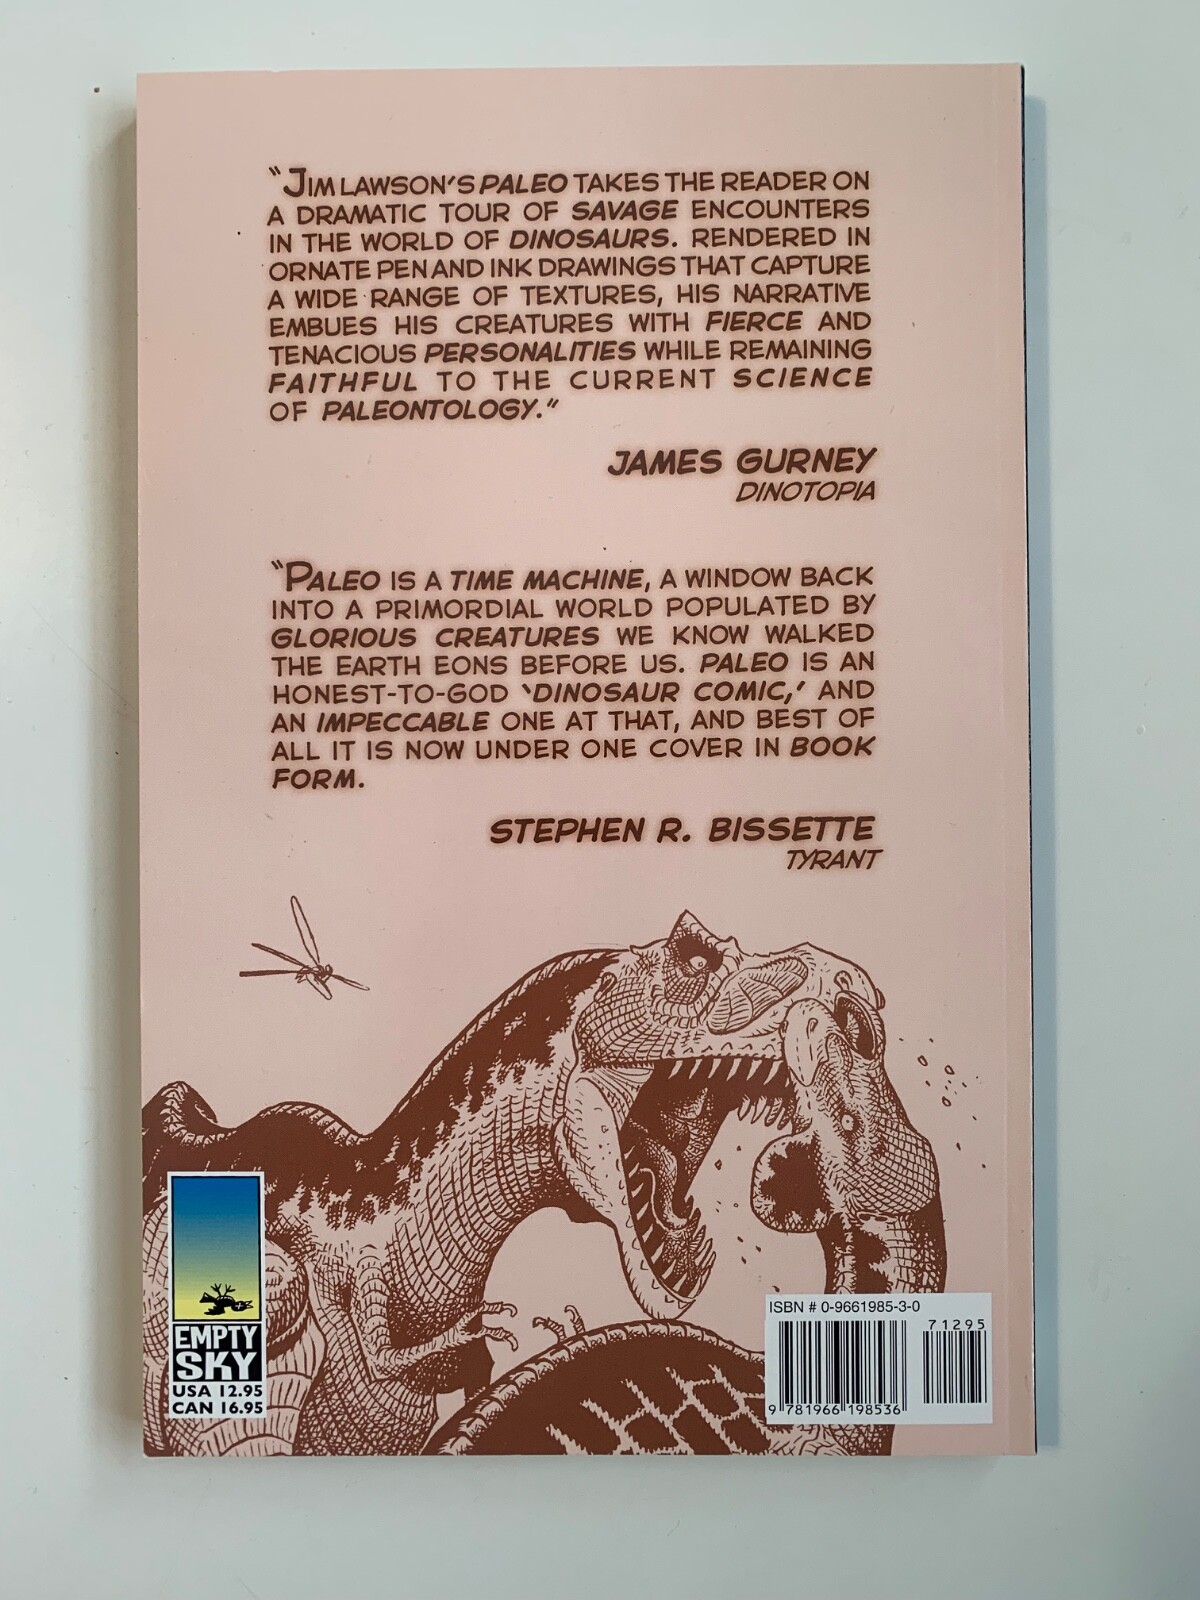 "JIM LAWSON'S PALEO TAKES THE READER ON
A DRAMATIC TOUR OF SAVAGE ENCOUNTERS
IN THE WORLD OF DINOSAURS. RENDERED IN
ORNATE PEN AND INK DRAWINGS THAT CAPTURE
A WIDE RANGE OF TEXTURES, HIS NARRATIVE
EMBUES HIS CREATURES WITH FIERCE AND
TENACIOUS PERSONALITIES WHILE REMAINING
FAITHFUL TO THE CURRENT SCIENCE
OF PALEONTOLOGY."
JAMES GURNEY
DINOTOPIA
"PALEO IS A TIME MACHINE, A WINDOW BACK
INTO A PRIMORDIAL WORLD POPULATED BY
GLORIOUS CREATURES WE KNOW WALKED
THE EARTH EONS BEFORE US. PALEO IS AN
HONEST-TO-GOD 'DINOSAUR COMIC,' AND
AN IMPECCABLE ONE AT THAT, AND BEST OF
ALL IT IS NOW UNDER ONE COVER IN BOOK
FORM.
STEPHEN R. BISSETTE
TYRANT
EMPTY
SKY
USA 12.95
CAN 16.95
ISBN # 0-9661985-3-0
71295
9 781966 198536